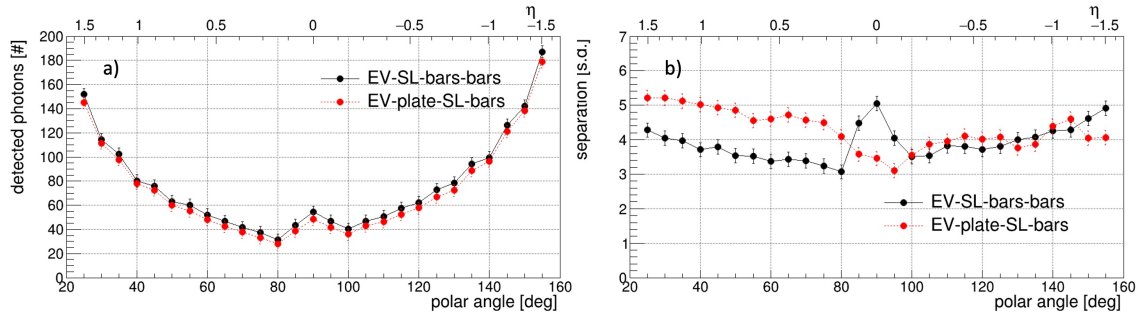 1.5 1 0.5 0 −0.5 −1 η −1.5
detected photons [#]
200
180
160
140
120
100
80
60
40
20
0
a)
EV-SL-bars-bars
EV-plate-SL-bars
20 40 60 80 100 120 140 160
polar angle [deg]
1.5 1 0.5 0 −0.5 −1 η −1.5
separation [s.d.]
7
6
5
4
3
2
1
0
b)
EV-SL-bars-bars
EV-plate-SL-bars
20 40 60 80 100 120 140 160
polar angle [deg]